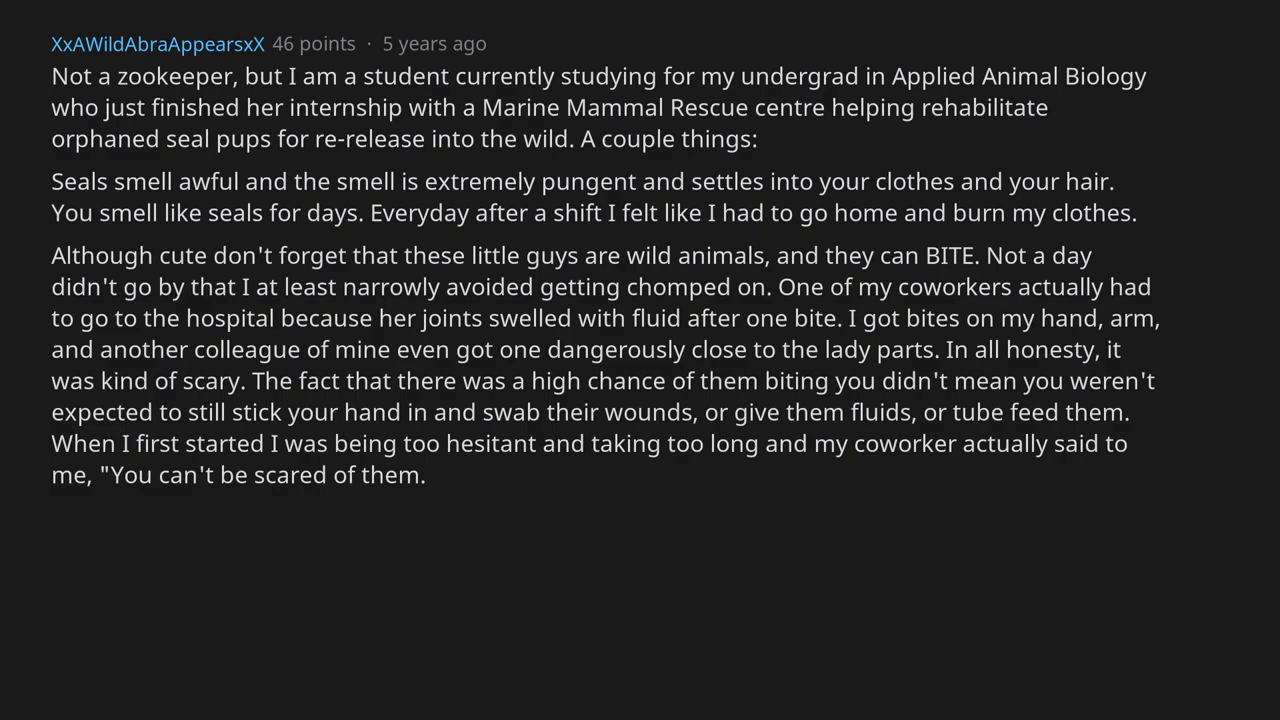 XxAWildAbraAppearsxX 46 points · 5 years ago
Not a zookeeper, but I am a student currently studying for my undergrad in Applied Animal Biology
who just finished her internship with a Marine Mammal Rescue centre helping rehabilitate
orphaned seal pups for re-release into the wild. A couple things:
Seals smell awful and the smell is extremely pungent and settles into your clothes and your hair.
You smell like seals for days. Everyday after a shift I felt like I had to go home and burn my clothes.
Although cute don't forget that these little guys are wild animals, and they can BITE. Not a day
didn't go by that I at least narrowly avoided getting chomped on. One of my coworkers actually had
to go to the hospital because her joints swelled with fluid after one bite. I got bites on my hand, arm,
and another colleague of mine even got one dangerously close to the lady parts. In all honesty, it
was kind of scary. The fact that there was a high chance of them biting you didn't mean you weren't
expected to still stick your hand in and swab their wounds, or give them fluids, or tube feed them.
When I first started I was being too hesitant and taking too long and my coworker actually said to
me, "You can't be scared of them.